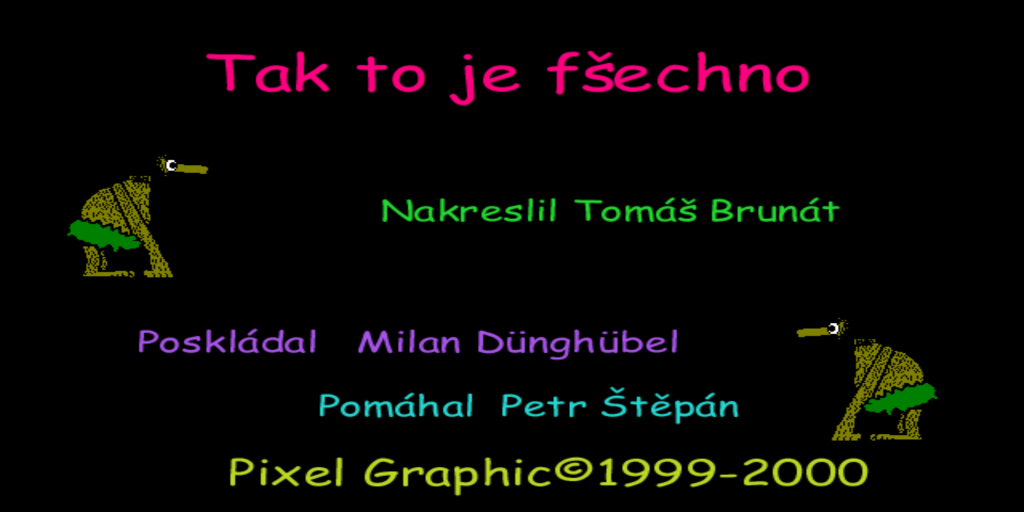 Tak to je fšechno
Nakreslil Tomáš Brunát
Poskládal Milan Dünghübel
Pomáhal Petr Štěpán
Pixel Graphic©1999-2000